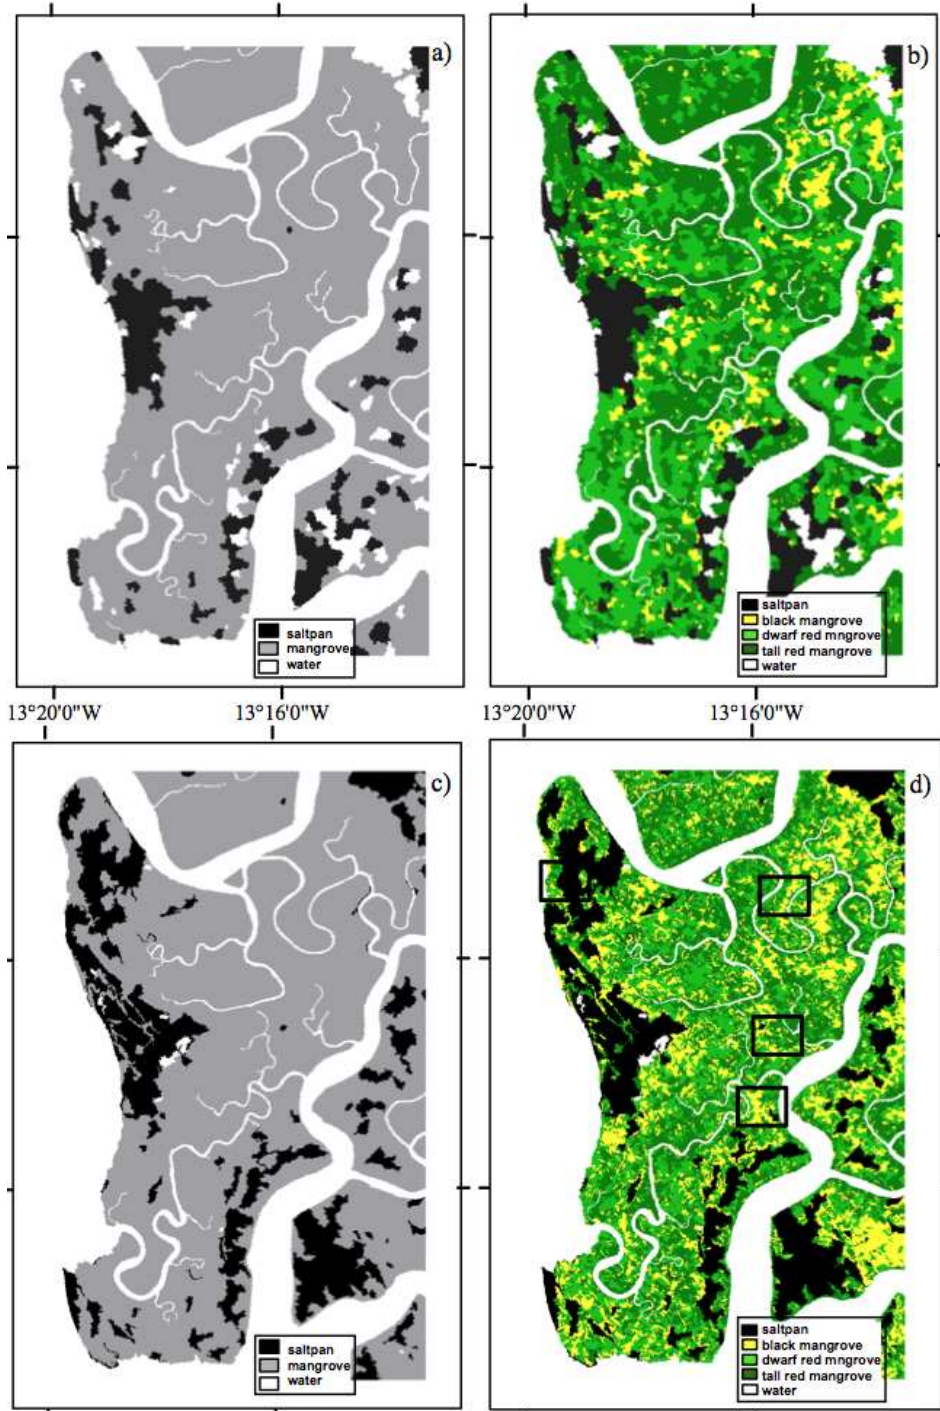 a)
b)
saltpan
mangrove
water
saltpan
black mangrove
dwarf red mngrove
tall red mangrove
water
13°20'0"W
13°16'0"W
13°20'0"W
13°16'0"W
c)
d)
saltpan
mangrove
water
saltpan
black mangrove
dwarf red mngrove
tall red mangrove
water